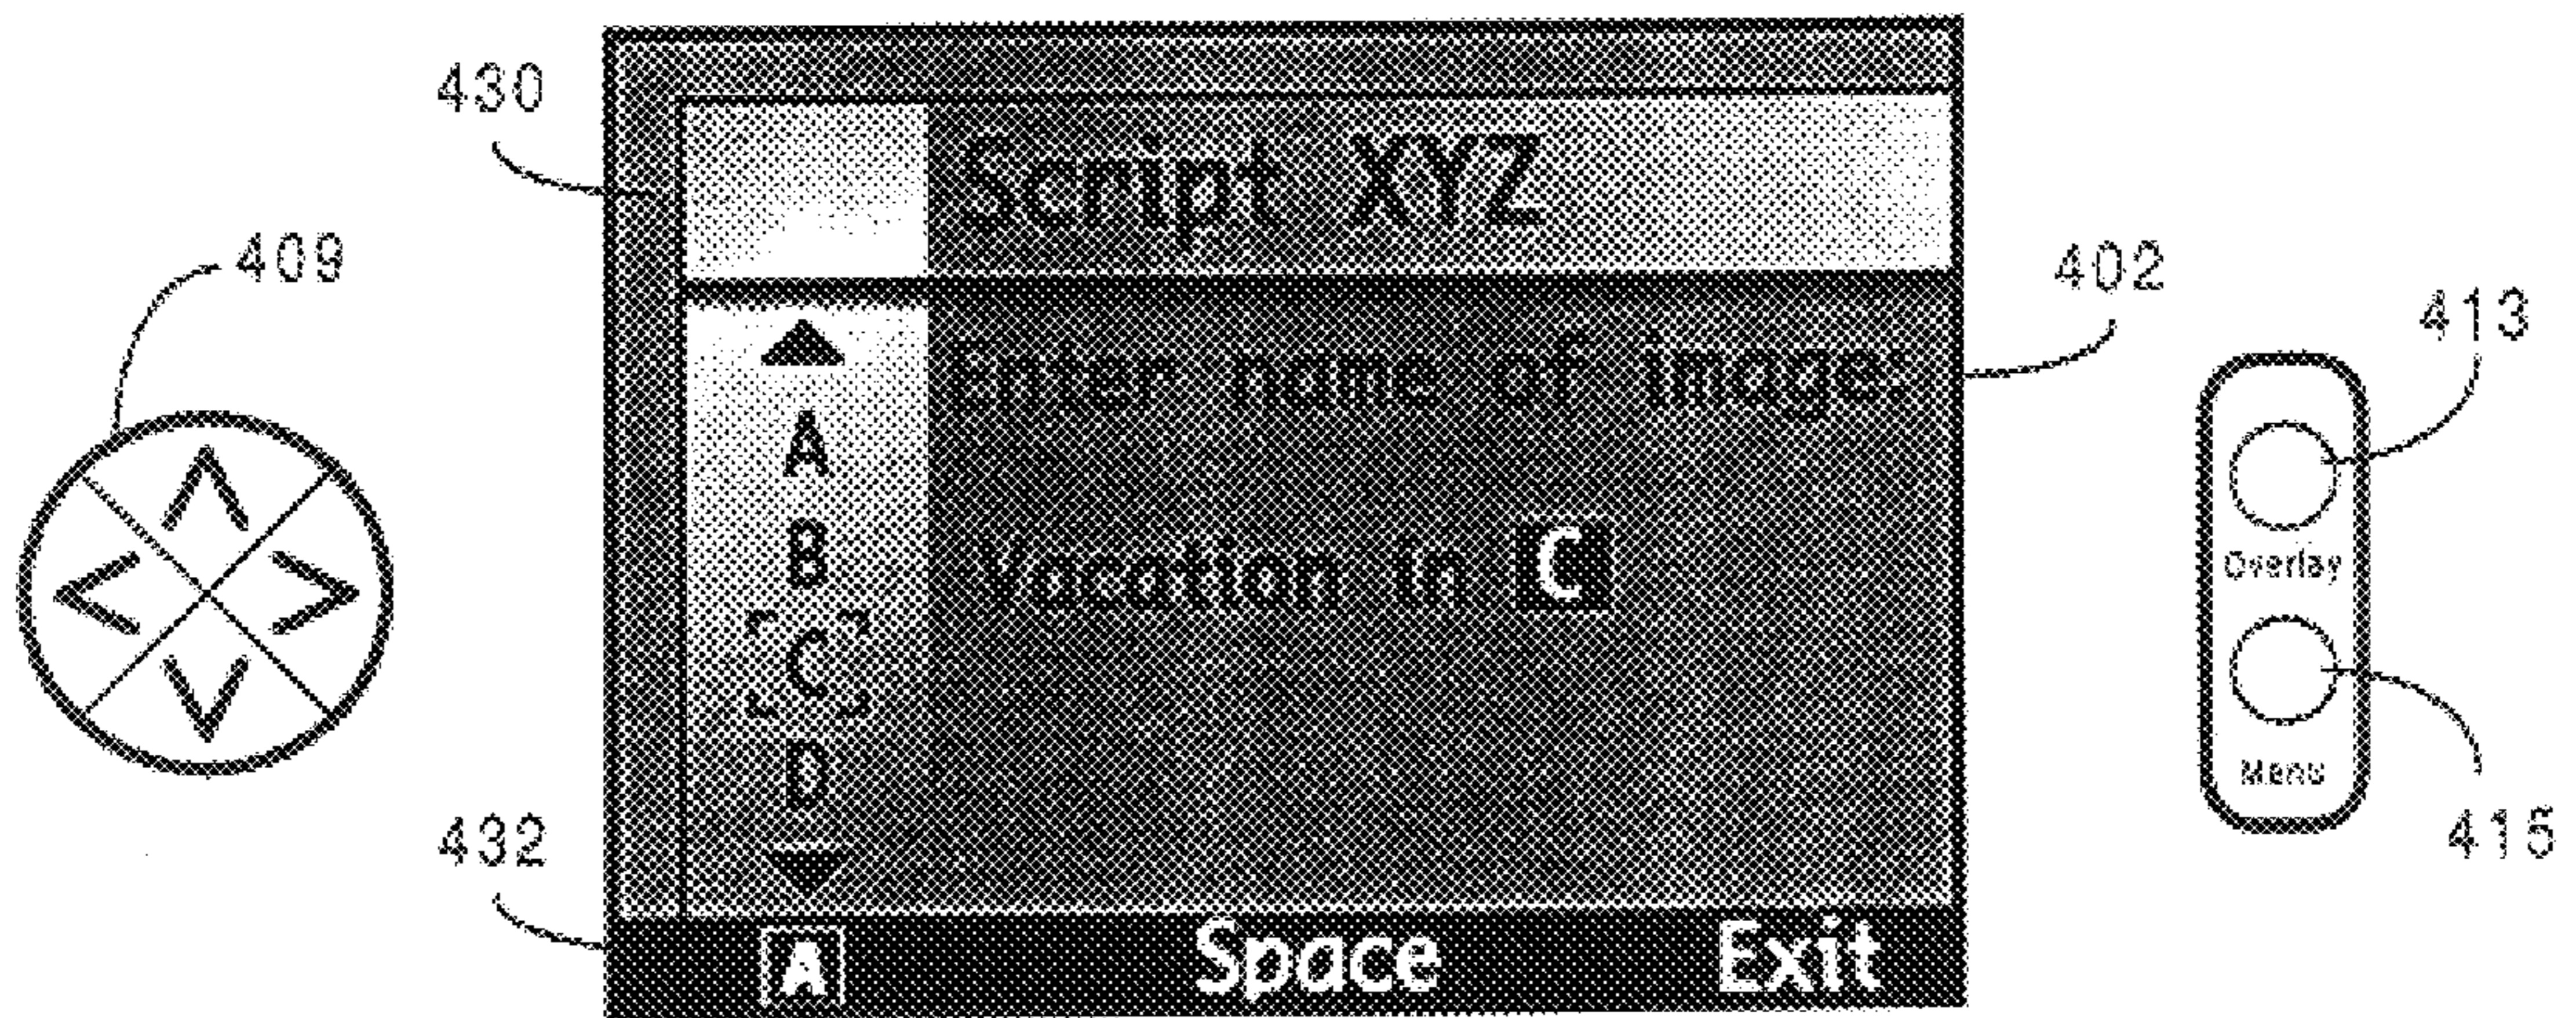 430
Script XYZ
409
402
413
Enter name of image:
A
B
Vacation in C
Overlay
C
D
Menu
432
415
A Space Exit